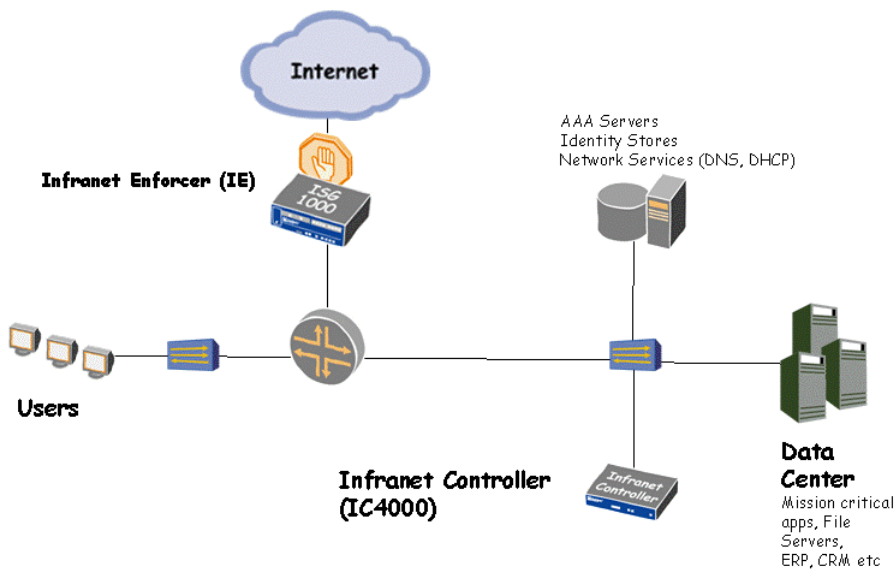 Internet
AAA Servers
Identity Stores
Network Services (DNS, DHCP)
Infranet Enforcer (IE)
ISG
1000
Users
Infranet Controller
(IC4000)
Infranet
Controller
Data
Center
Mission critical
apps, File
Servers,
ERP, CRM etc